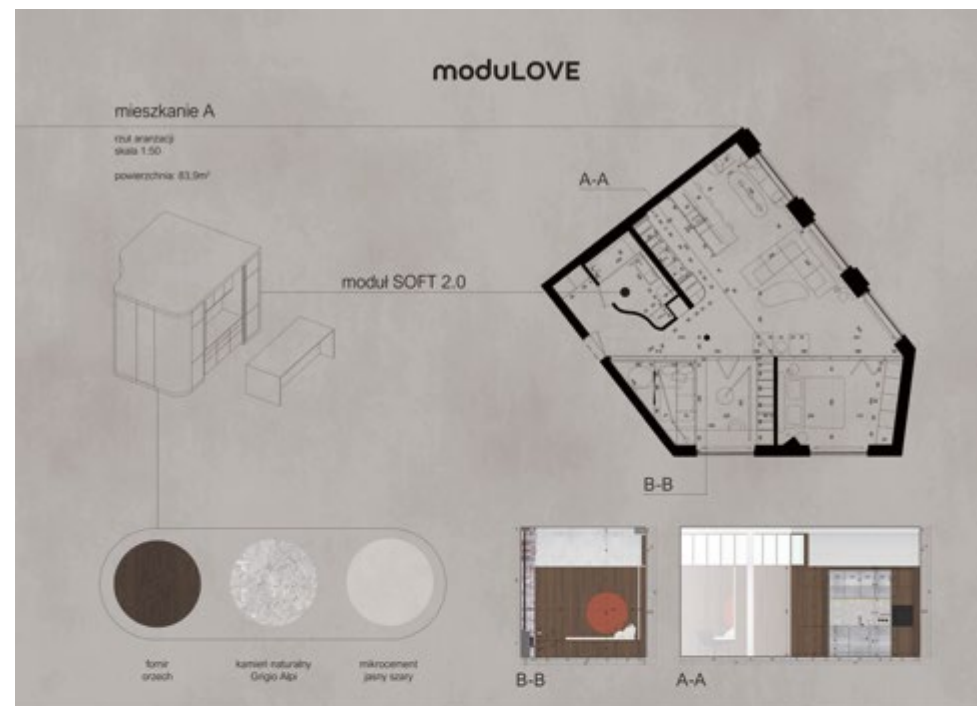 moduLOVE
mieszkanie A
rzut aranżacji
skala 1:50
powierzchnia: 83,9m²
A-A
moduł SOFT 2.0
B-B
fornir
orzech
kamień naturalny
Grigio Alpi
mikrocement
jasny szary
B-B
A-A